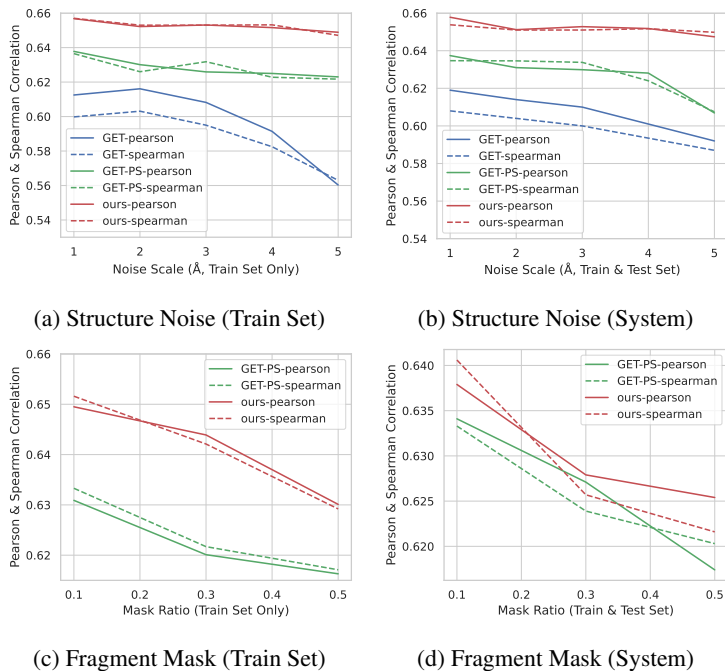 Pearson & Spearman Correlation
0.66
0.64
0.62
0.60
0.58
0.56
0.54
GET-pearson
GET-spearman
GET-PS-pearson
GET-PS-spearman
ours-pearson
ours-spearman
1 2 3 4 5
Noise Scale (Å, Train Set Only)
(a) Structure Noise (Train Set)
Pearson & Spearman Correlation
0.66
0.64
0.62
0.60
0.58
0.56
0.54
GET-pearson
GET-spearman
GET-PS-pearson
GET-PS-spearman
ours-pearson
ours-spearman
1 2 3 4 5
Noise Scale (Å, Train & Test Set)
(b) Structure Noise (System)
Pearson & Spearman Correlation
0.66
0.65
0.64
0.63
0.62
GET-PS-pearson
GET-PS-spearman
ours-pearson
ours-spearman
0.1 0.2 0.3 0.4 0.5
Mask Ratio (Train Set Only)
(c) Fragment Mask (Train Set)
Pearson & Spearman Correlation
0.640
0.635
0.630
0.625
0.620
GET-PS-pearson
GET-PS-spearman
ours-pearson
ours-spearman
0.1 0.2 0.3 0.4 0.5
Mask Ratio (Train & Test Set)
(d) Fragment Mask (System)